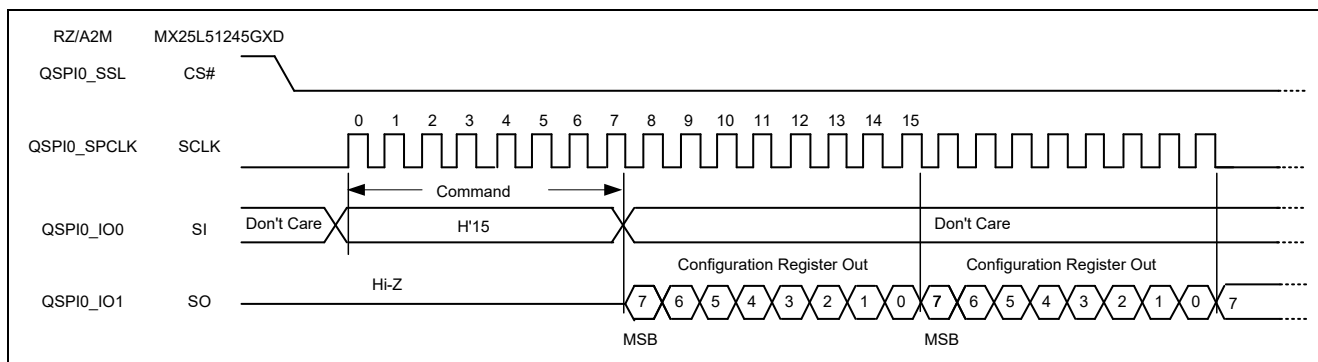 RZ/A2M MX25L51245GXD
QSPI0_SSL CS#
0 1 2 3 4 5 6 7 8 9 10 11 12 13 14 15
QSPI0_SPCLK SCLK
Command
QSPI0_IO0 SI Don't Care H'15 Don't Care
Configuration Register Out Configuration Register Out
Hi-Z
QSPI0_IO1 SO 7 6 5 4 3 2 1 0 7 6 5 4 3 2 1 0 7
MSB MSB